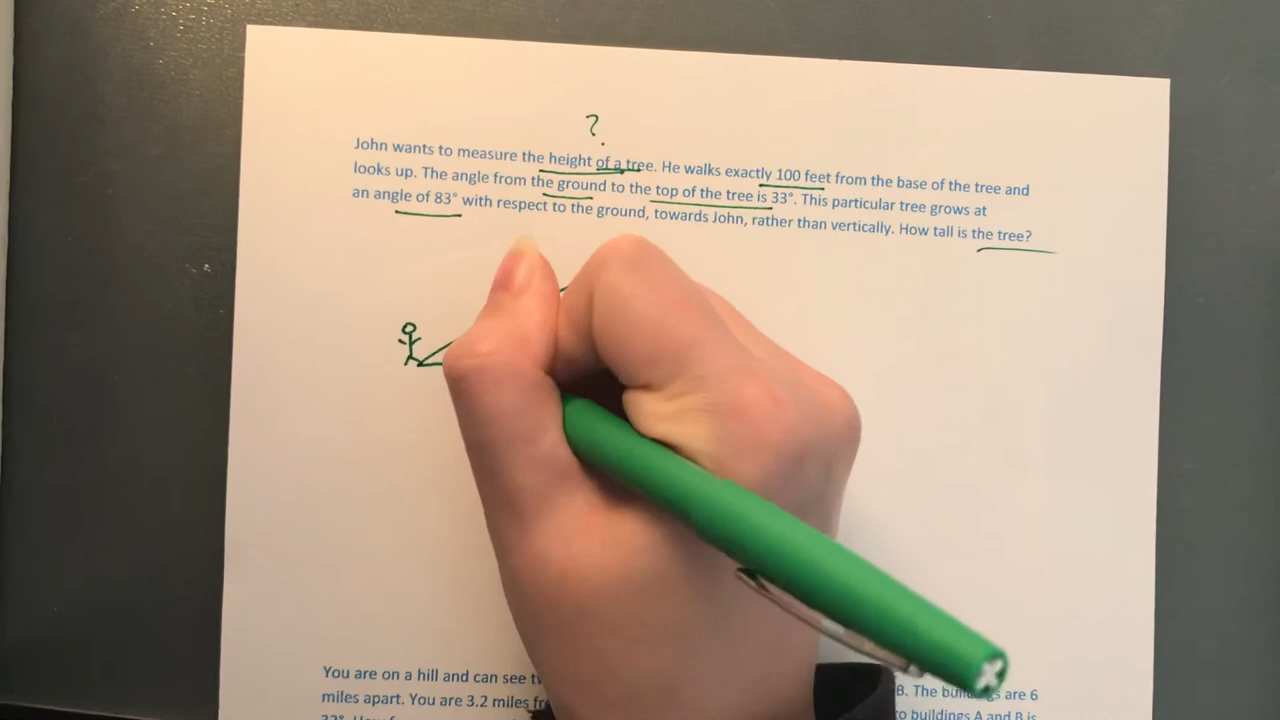 ?
John wants to measure the height of a tree. He walks exactly 100 feet from the base of the tree and
looks up. The angle from the ground to the top of the tree is 33°. This particular tree grows at
an angle of 83° with respect to the ground, towards John, rather than vertically. How tall is the tree?
You are on a hill and can see B. The buildings are 6
miles apart. You are 3.2 miles to buildings A and B is